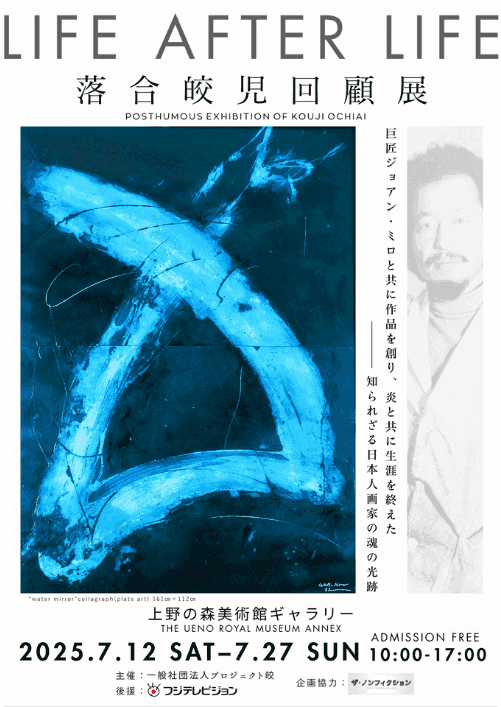 LIFE AFTER LIFE
落合皎児回顧展
POSTHUMOUS EXHIBITION OF KOUJI OCHIAI
巨匠ジョアン・ミロと共に作品を創り、炎と共に生涯を終えた
――知られざる日本人画家の魂の光跡
"water mirror"collagraph(plate art) 161㎝×112㎝
上野の森美術館ギャラリー
THE UENO ROYAL MUSEUM ANNEX
2025.7.12 SAT–7.27 SUN
ADMISSION FREE
10:00-17:00
主催：一般社団法人プロジェクト皎
後援：フジテレビジョン
企画協力：ザ・ノンフィクション